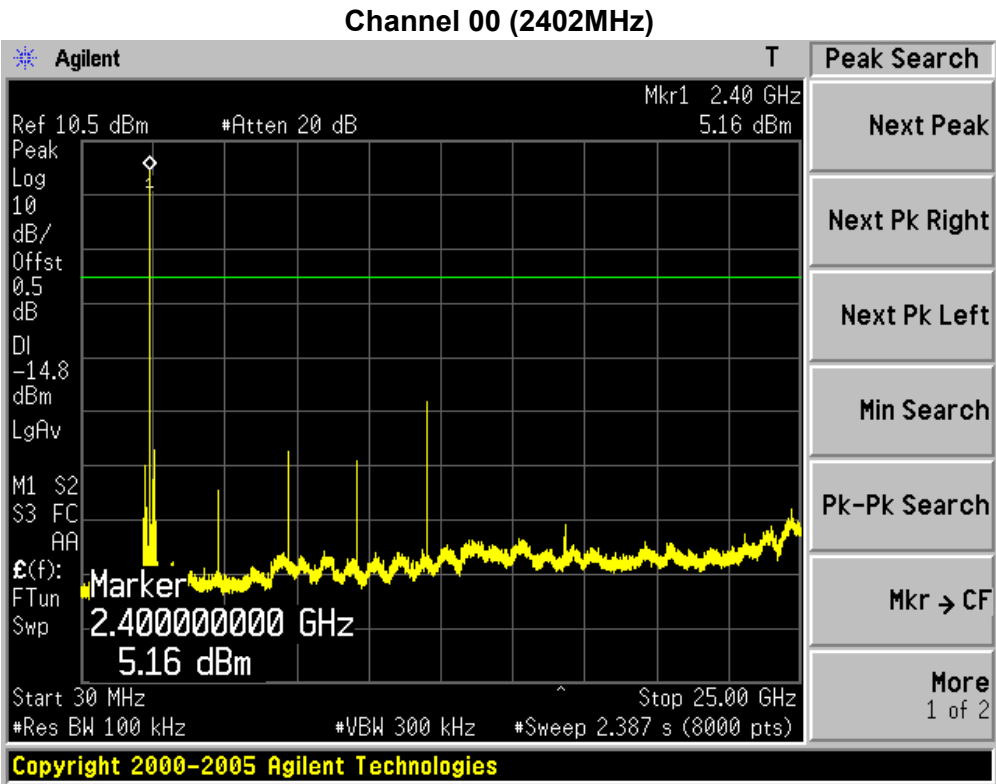 Channel 00 (2402MHz)
Agilent
T
Peak Search
Mkr1 2.40 GHz
Ref 10.5 dBm #Atten 20 dB 5.16 dBm
Peak
Log
10
dB/
Offst
0.5
dB
DI
-14.8
dBm
LgAv
M1 S2
S3 FC
AA
£(f):
FTun
Swp
1
Marker
2.400000000 GHz
5.16 dBm
Start 30 MHz Stop 25.00 GHz
#Res BW 100 kHz #VBW 300 kHz #Sweep 2.387 s (8000 pts)
Next Peak
Next Pk Right
Next Pk Left
Min Search
Pk-Pk Search
Mkr → CF
More
1 of 2
Copyright 2000-2005 Agilent Technologies